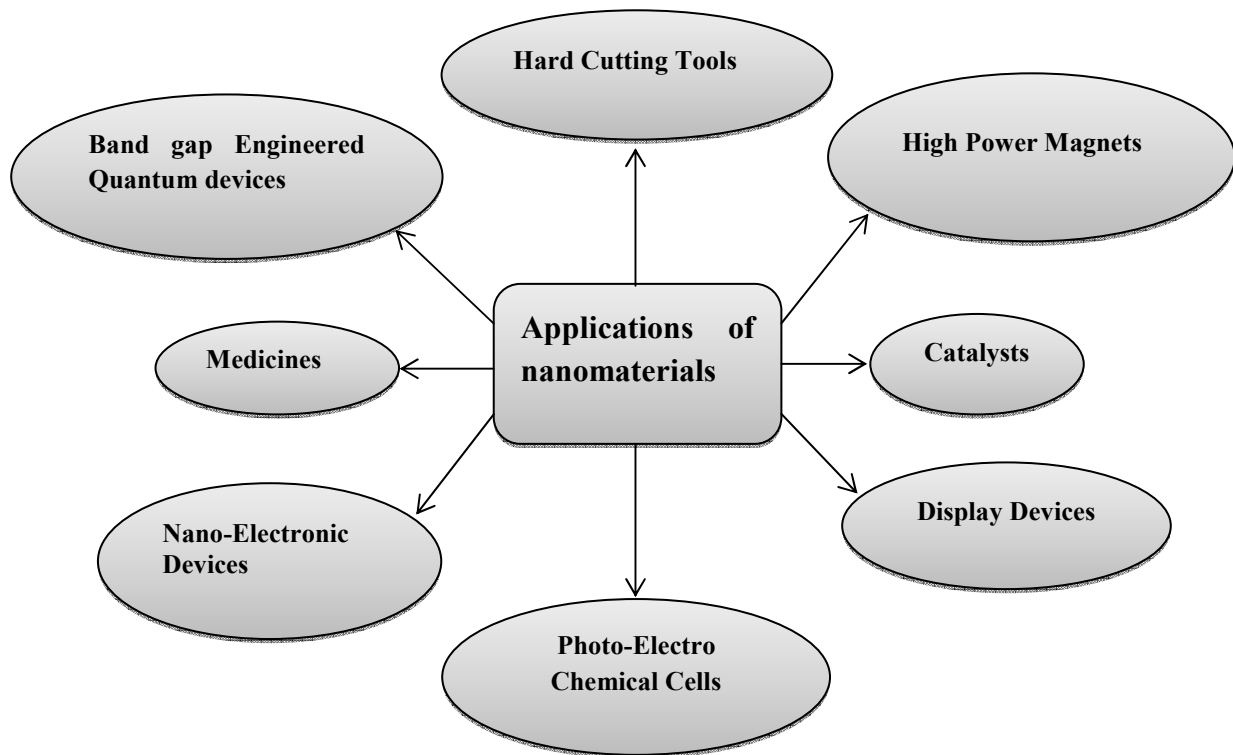 Hard Cutting Tools
Band gap Engineered
Quantum devices
High Power Magnets
Applications of
nanomaterials
Medicines
Catalysts
Nano-Electronic
Devices
Display Devices
Photo-Electro
Chemical Cells